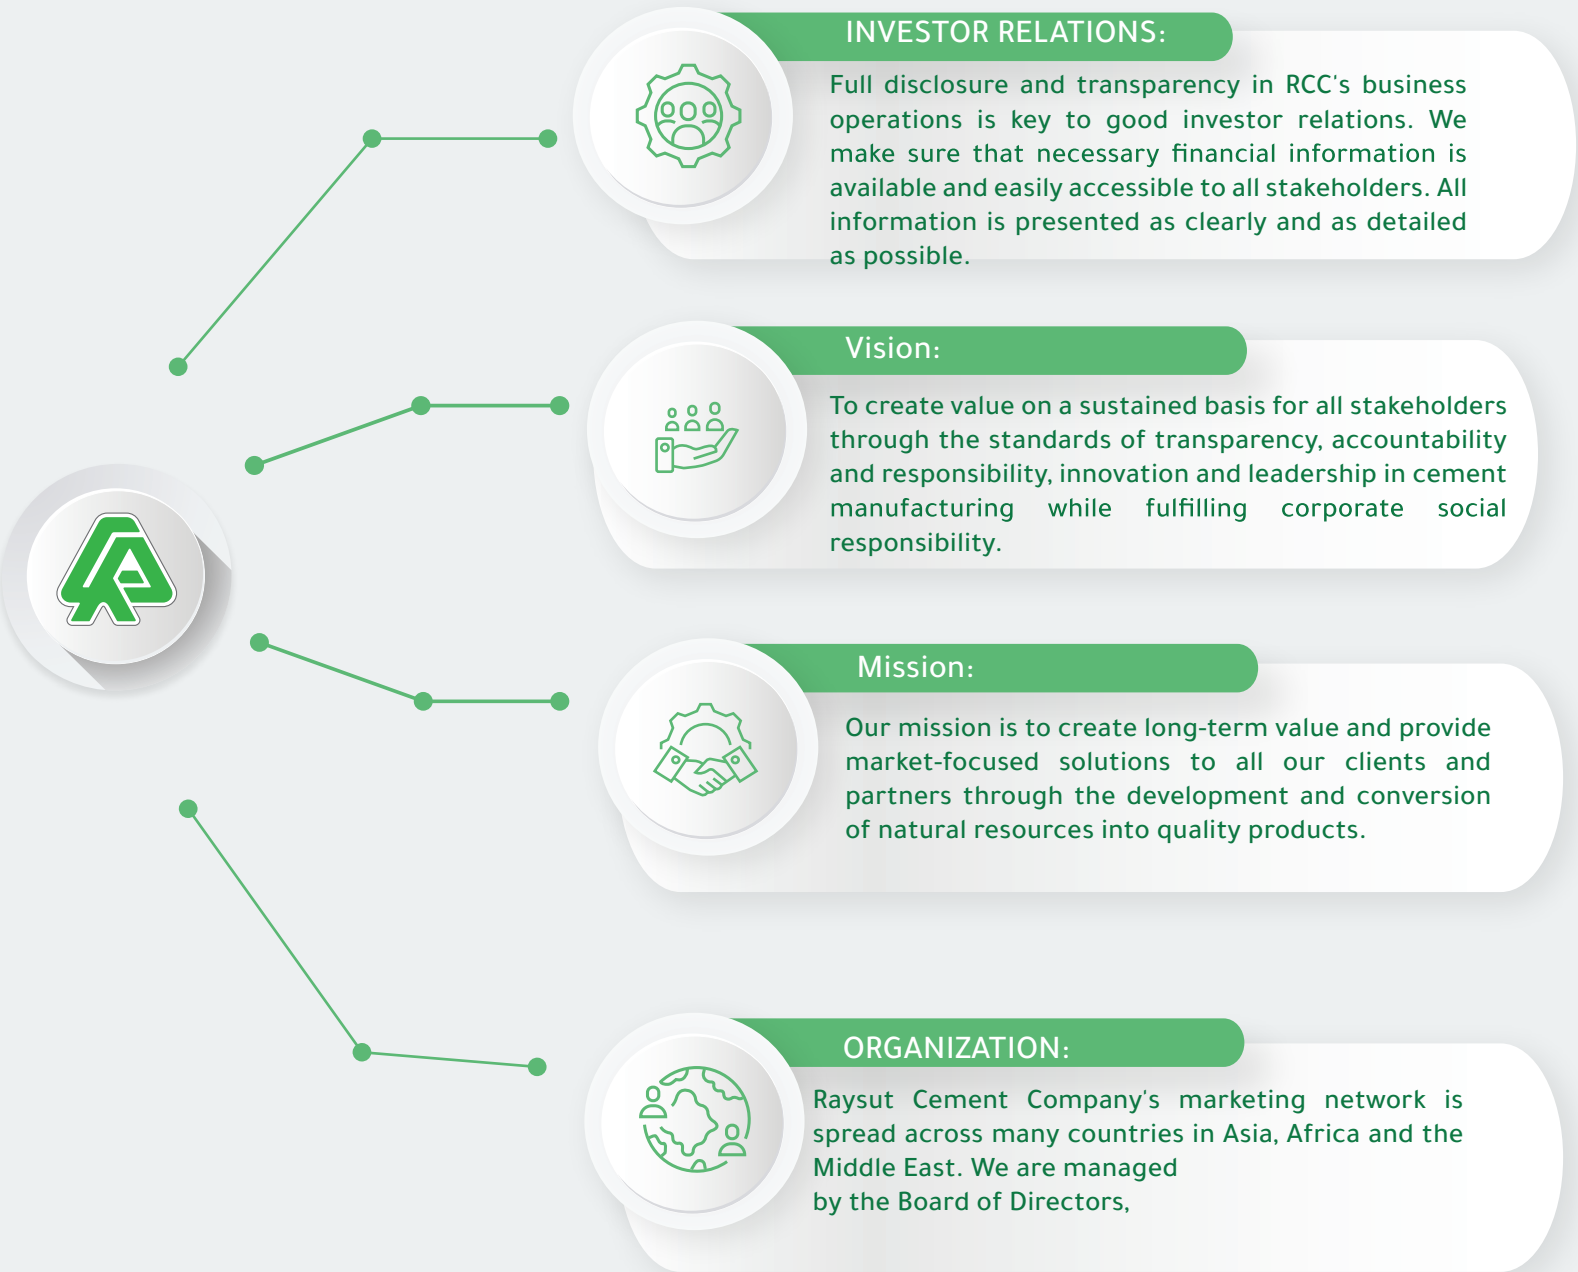 INVESTOR RELATIONS:
Full disclosure and transparency in RCC's business
operations is key to good investor relations. We
make sure that necessary financial information is
available and easily accessible to all stakeholders. All
information is presented as clearly and as detailed
as possible.
Vision:
To create value on a sustained basis for all stakeholders
through the standards of transparency, accountability
and responsibility, innovation and leadership in cement
manufacturing while fulfilling corporate social
responsibility.
Mission:
Our mission is to create long-term value and provide
market-focused solutions to all our clients and
partners through the development and conversion
of natural resources into quality products.
ORGANIZATION:
Raysut Cement Company's marketing network is
spread across many countries in Asia, Africa and the
Middle East. We are managed
by the Board of Directors,